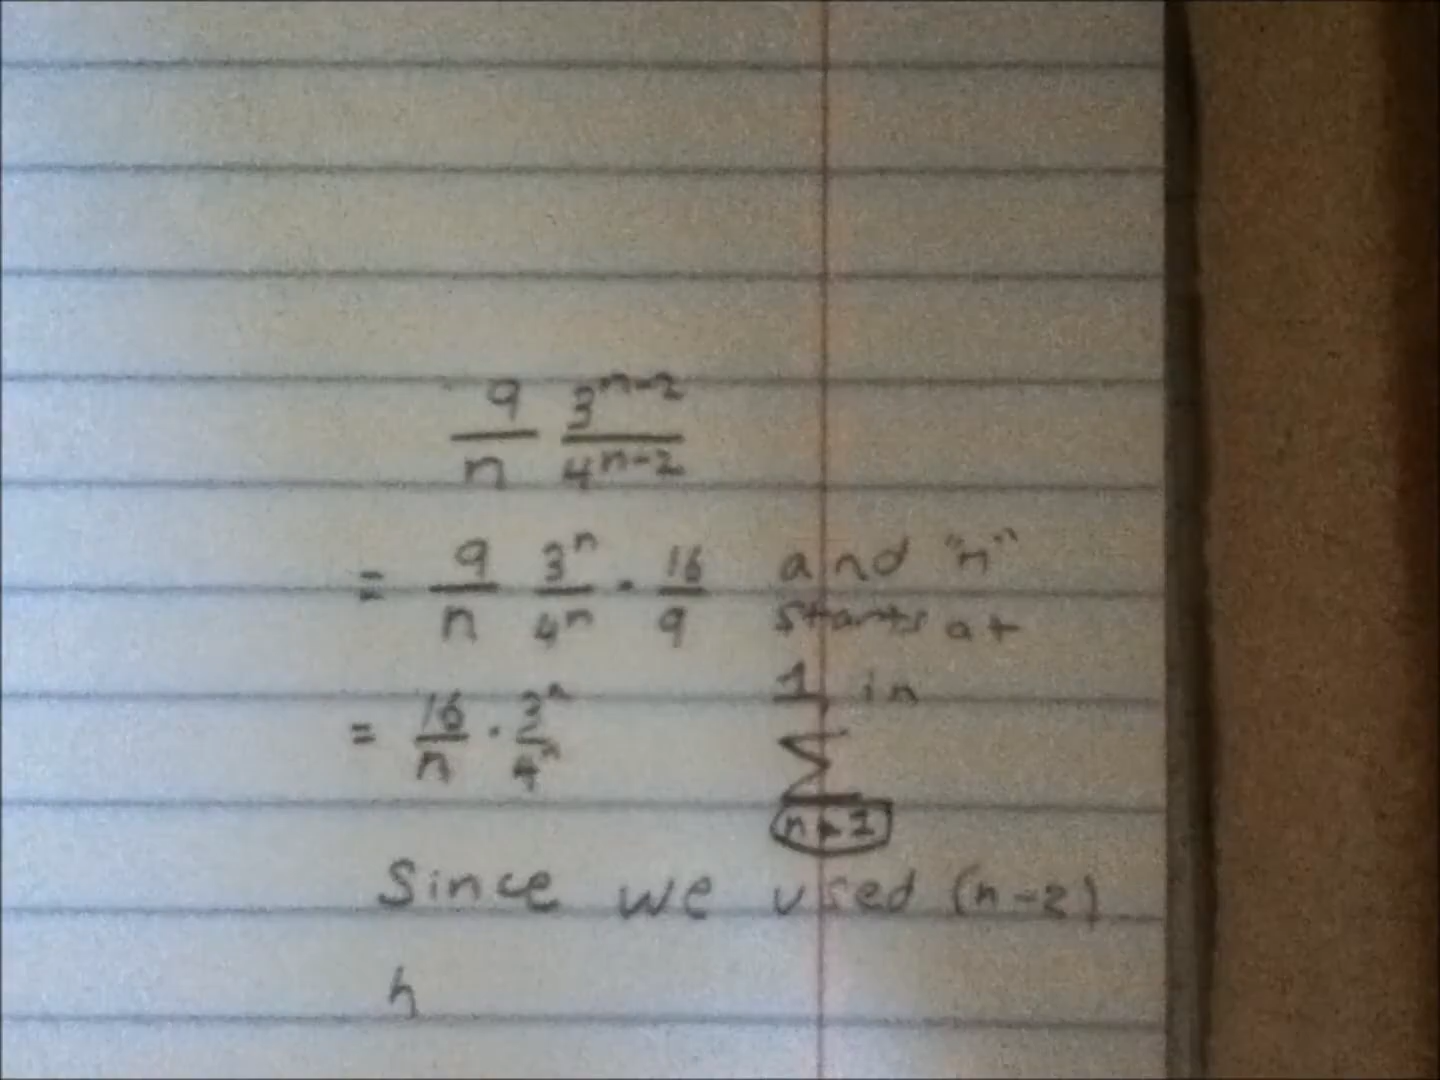 9/n 3^(n-2)/4^(n-2)
= 9/n 3^n/4^n · 16/9 and "n"
starts at
= 16/n · 3^n/4^n 1 in
Σ
n=1
Since we used (n-2)
h